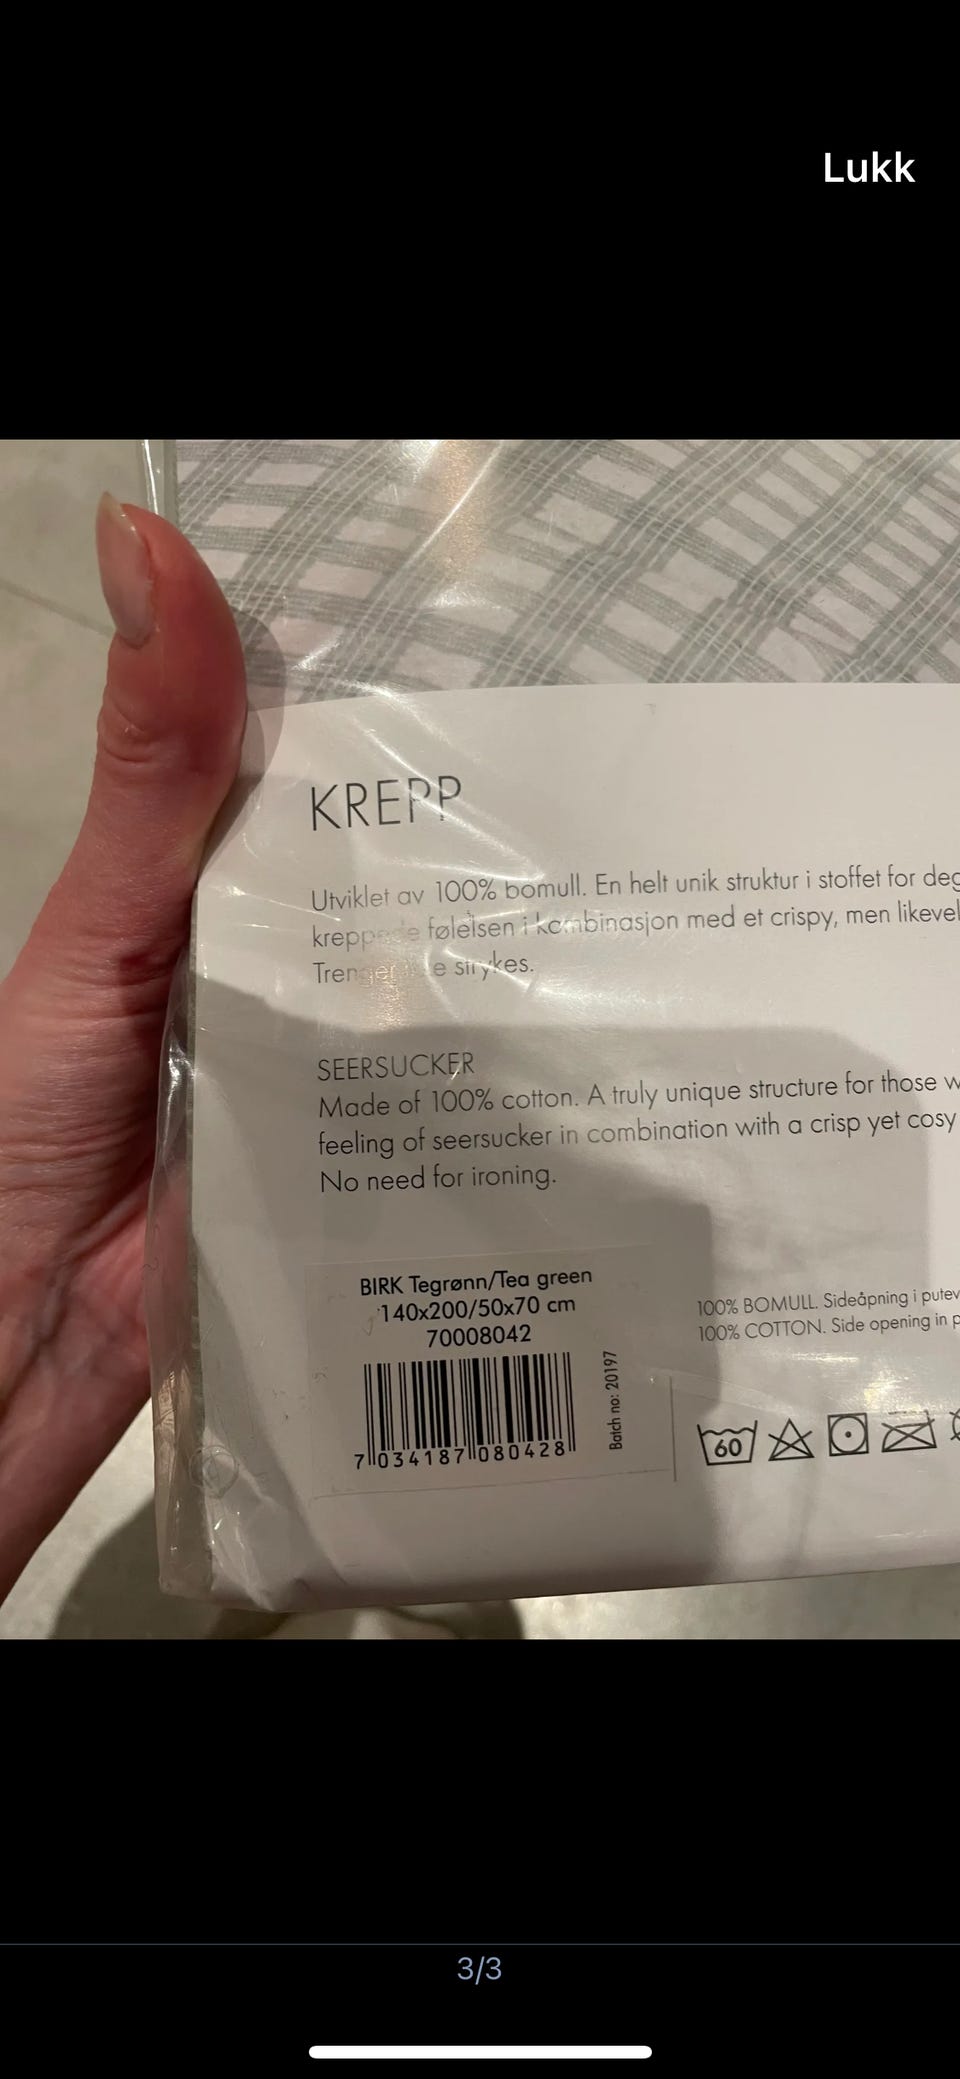 Lukk
KREPP
Utviklet av 100% bomull. En helt unik struktur i stoffet for deg
følelsen i kombinasjon med et crispy, men likevel
strykes.
SEERSUCKER
Made of 100% cotton. A truly unique structure for those w
feeling of seersucker in combination with a crisp yet cosy
No need for ironing.
BIRK Tegrønn/Tea green
140x200/50x70 cm
70008042
7 034187 080428
Batch no: 20197
100% BOMULL. Sideåpning i putev
100% COTTON. Side opening in p
60
3/3